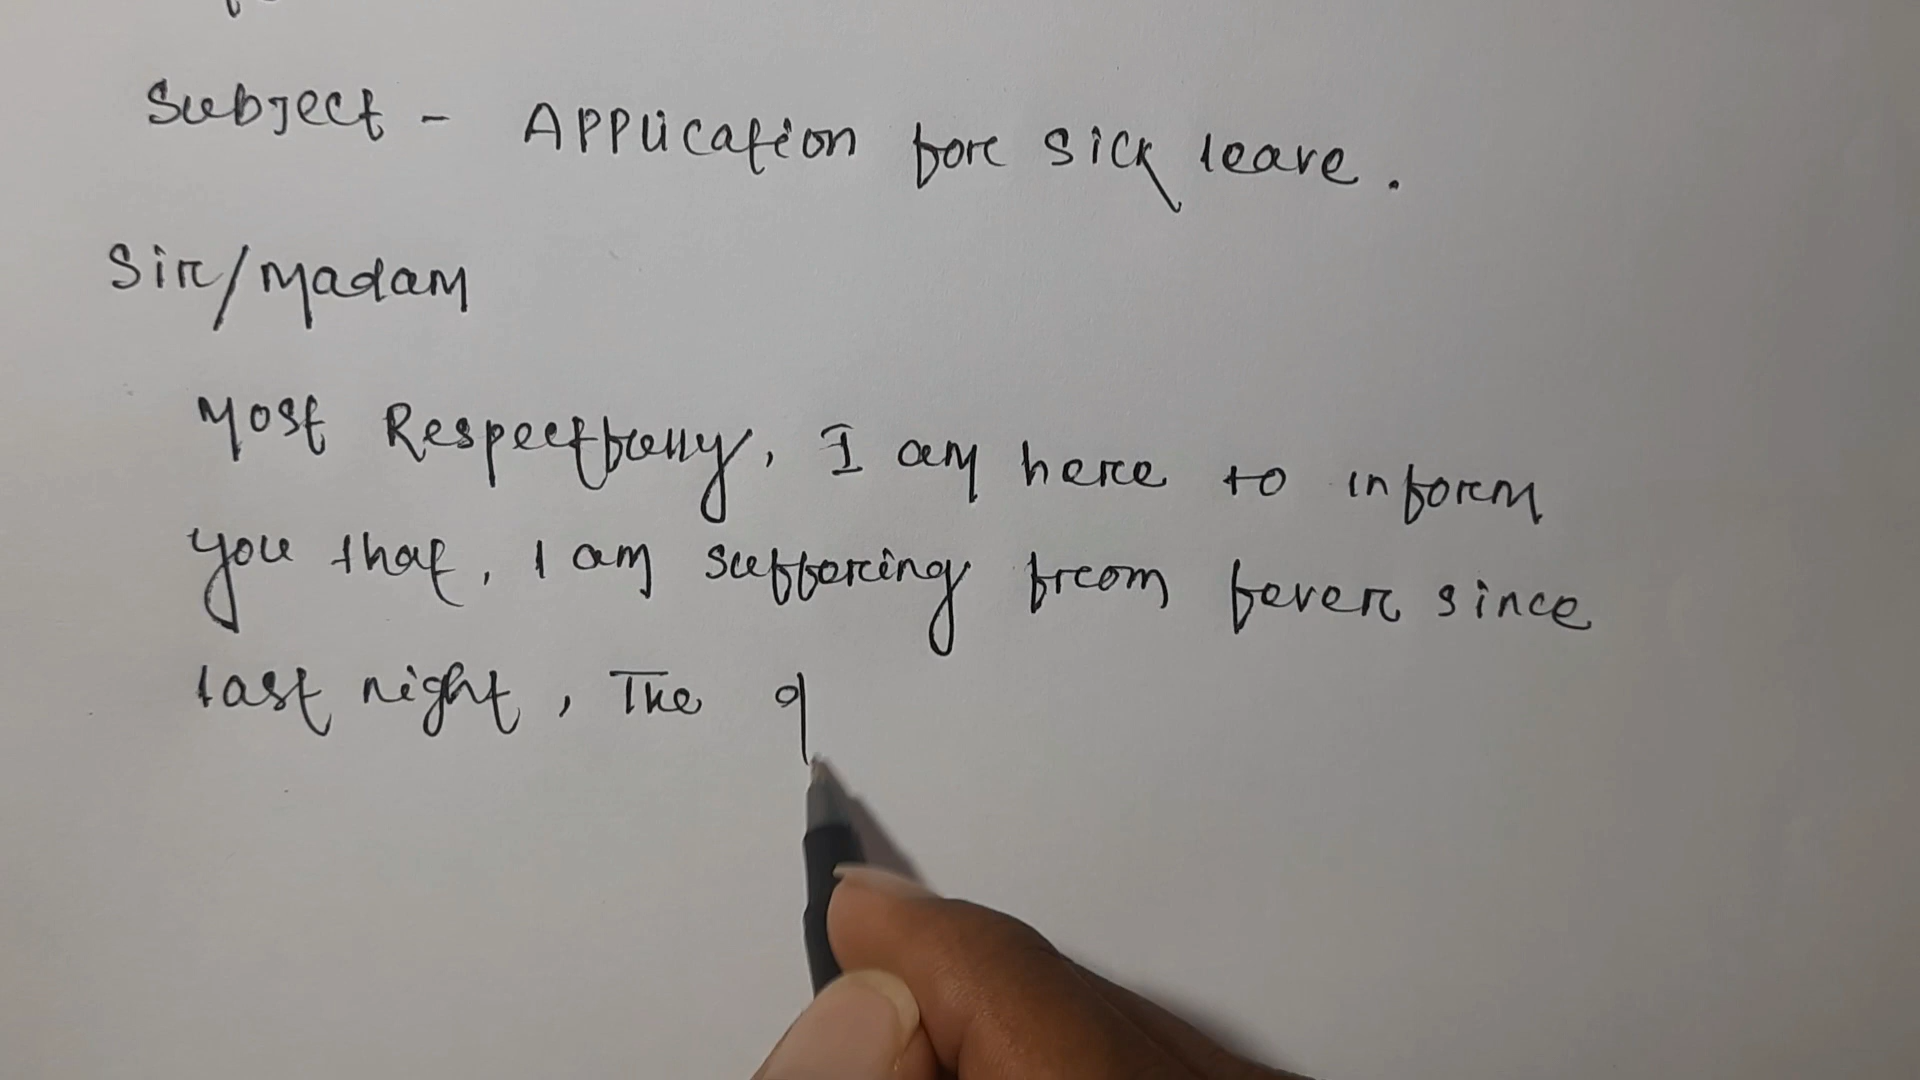 Subject - Application for sick leave.
Sir/Madam
Most Respectfully, I am here to inform
you that, I am suffering from fever since
last night, The